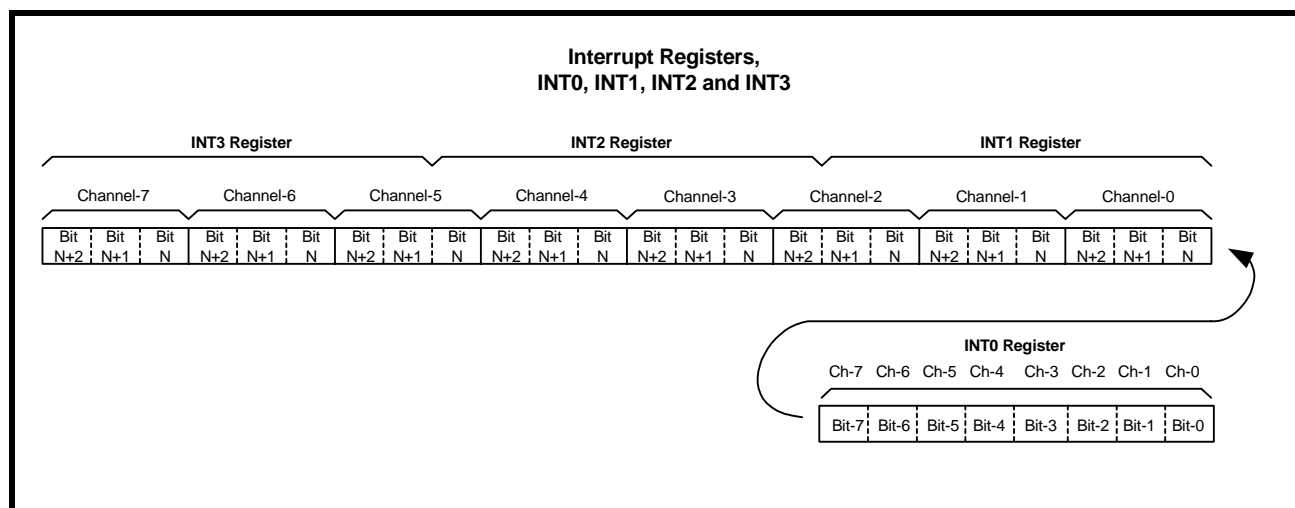 Interrupt Registers,
INT0, INT1, INT2 and INT3
INT3 Register INT2 Register INT1 Register
Channel-7 Channel-6 Channel-5 Channel-4 Channel-3 Channel-2 Channel-1 Channel-0
Bit Bit Bit Bit Bit Bit Bit Bit Bit Bit Bit Bit Bit Bit Bit Bit Bit Bit Bit Bit Bit Bit Bit Bit
N+2 N+1 N N+2 N+1 N N+2 N+1 N N+2 N+1 N N+2 N+1 N N+2 N+1 N N+2 N+1 N N+2 N+1 N
INT0 Register
Ch-7 Ch-6 Ch-5 Ch-4 Ch-3 Ch-2 Ch-1 Ch-0
Bit-7 Bit-6 Bit-5 Bit-4 Bit-3 Bit-2 Bit-1 Bit-0